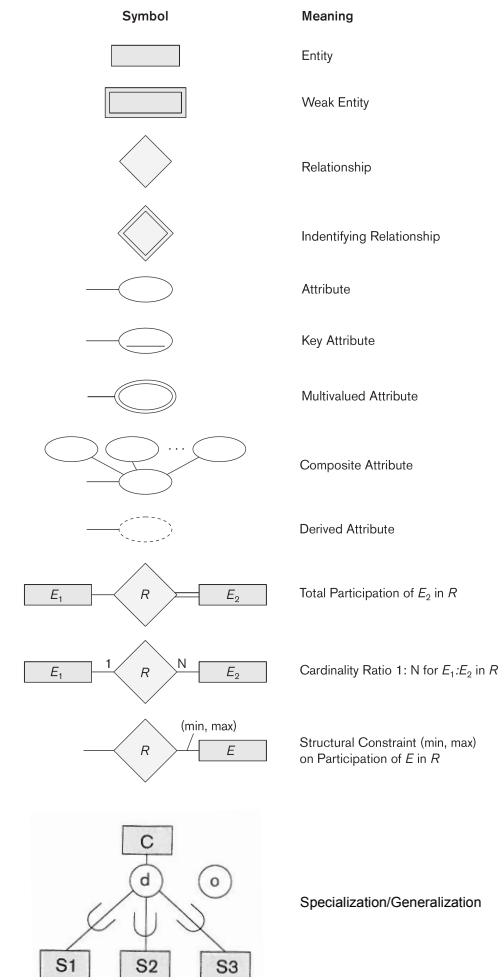 Symbol Meaning
Entity
Weak Entity
Relationship
Indentifying Relationship
Attribute
Key Attribute
Multivalued Attribute
. . .
Composite Attribute
Derived Attribute
E1 R E2 Total Participation of E2 in R
E1 1 R N E2 Cardinality Ratio 1: N for E1:E2 in R
(min, max)
R E Structural Constraint (min, max)
on Participation of E in R
C
d o
Specialization/Generalization
S1 S2 S3